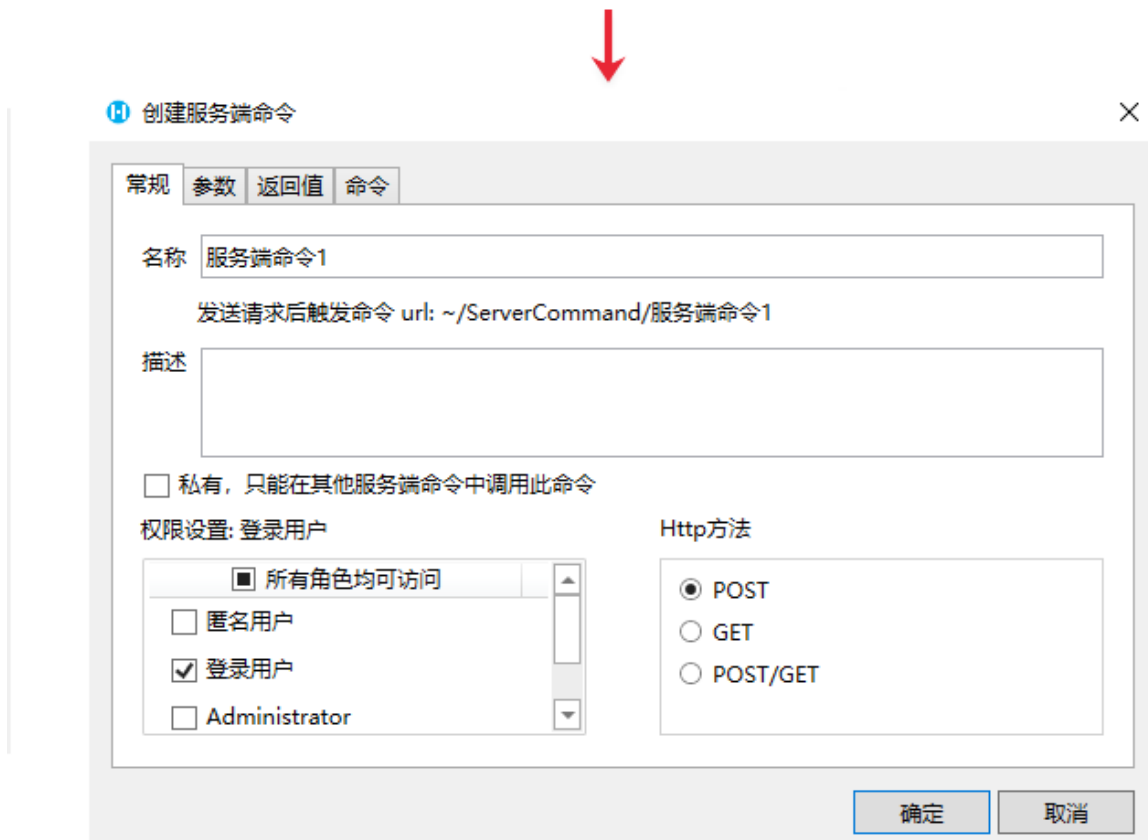 创建服务端命令
常规 参数 返回值 命令
名称 服务端命令1
发送请求后触发命令 url: ~/ServerCommand/服务端命令1
描述
私有，只能在其他服务端命令中调用此命令
权限设置: 登录用户 Http方法
所有角色均可访问
匿名用户
登录用户
Administrator
POST
GET
POST/GET
确定 取消